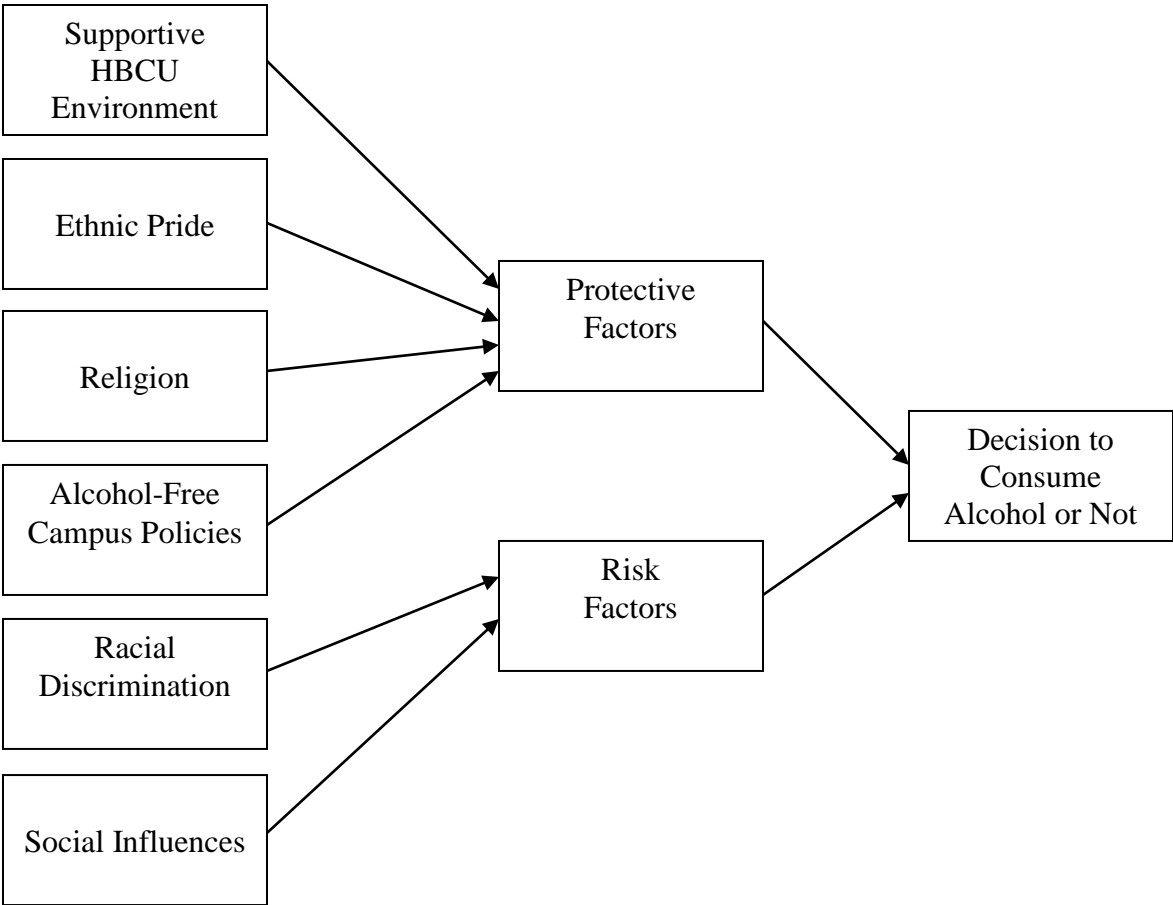 Supportive
HBCU
Environment
Ethnic Pride
Religion
Alcohol-Free
Campus Policies
Racial
Discrimination
Social Influences
Protective
Factors
Risk
Factors
Decision to
Consume
Alcohol or Not